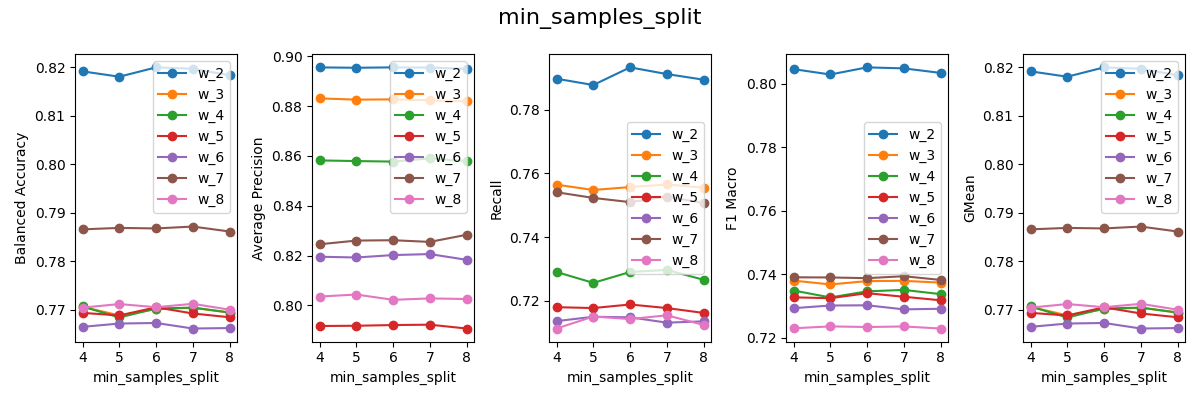 min_samples_split
Balanced Accuracy
0.82
0.81
0.80
0.79
0.78
0.77
4 5 6 7 8
min_samples_split
w_2
w_3
w_4
w_5
w_6
w_7
w_8
Average Precision
0.90
0.88
0.86
0.84
0.82
0.80
4 5 6 7 8
min_samples_split
w_2
w_3
w_4
w_5
w_6
w_7
w_8
Recall
0.78
0.76
0.74
0.72
4 5 6 7 8
min_samples_split
w_2
w_3
w_4
w_5
w_6
w_7
w_8
F1 Macro
0.80
0.78
0.76
0.74
0.72
4 5 6 7 8
min_samples_split
w_2
w_3
w_4
w_5
w_6
w_7
w_8
GMean
0.82
0.81
0.80
0.79
0.78
0.77
4 5 6 7 8
min_samples_split
w_2
w_3
w_4
w_5
w_6
w_7
w_8